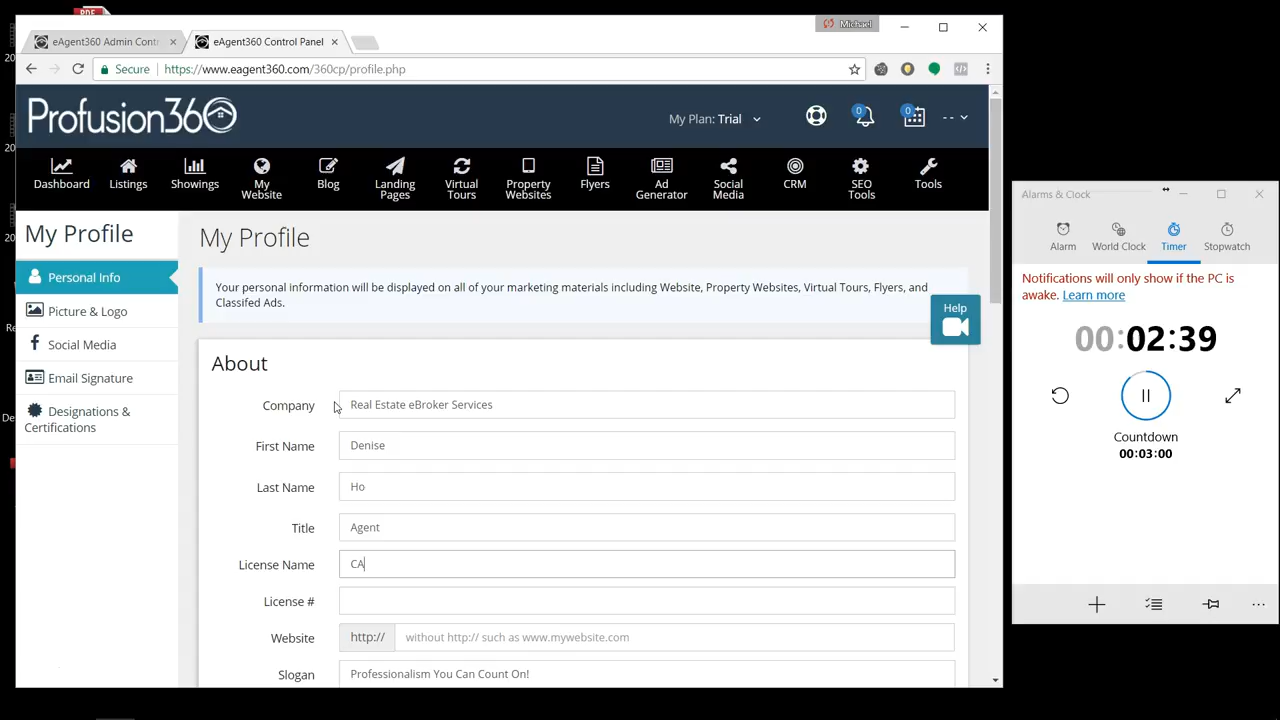 Michael
eAgent360 Admin Cont
eAgent360 Control Panel
Secure
https://www.eagent360.com/360cp/profile.php
Profusion360
My Plan: Trial
0
0
- -
Dashboard
Listings
Showings
My
Website
Blog
Landing
Pages
Virtual
Tours
Property
Websites
Flyers
Ad
Generator
Social
Media
CRM
SEO
Tools
Tools
My Profile
Personal Info
Picture & Logo
Social Media
Email Signature
Designations &
Certifications
My Profile
Your personal information will be displayed on all of your marketing materials including Website, Property Websites, Virtual Tours, Flyers, and
Classifed Ads.
Help
About
Company
Real Estate eBroker Services
First Name
Denise
Last Name
Ho
Title
Agent
License Name
CA
License #
Website
http://
without http:// such as www.mywebsite.com
Slogan
Professionalism You Can Count On!
Alarms & Clock
Alarm
World Clock
Timer
Stopwatch
Notifications will only show if the PC is
awake. Learn more
00:02:39
Countdown
00:03:00